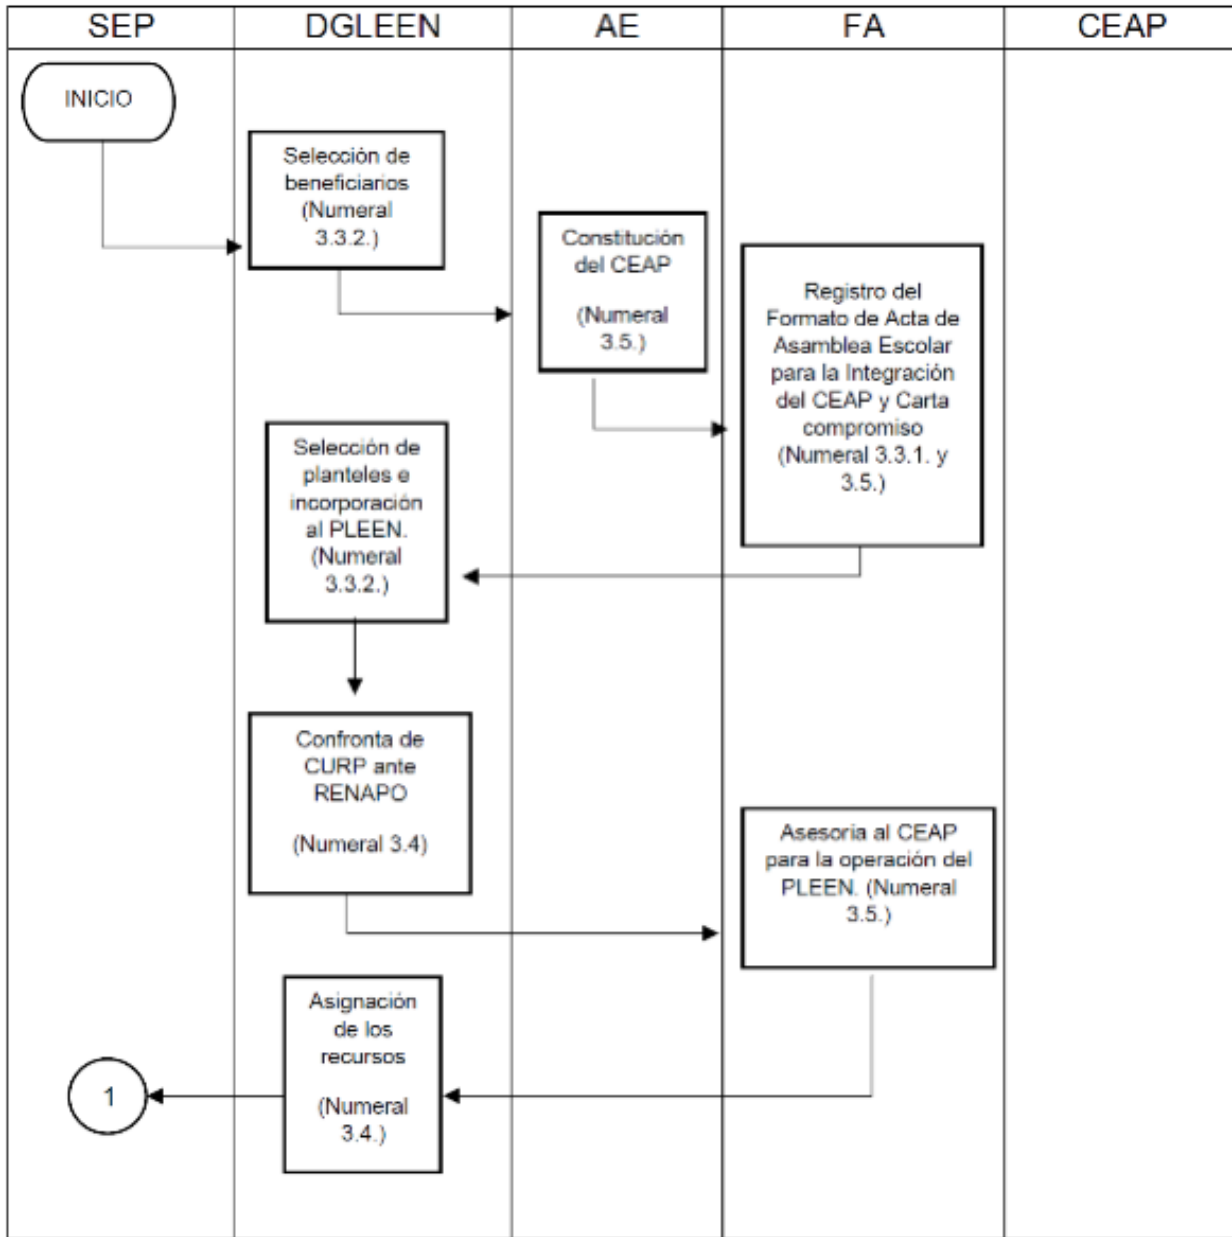 SEP
DGLEEN
AE
FA
CEAP
INICIO
Selección de
beneficiarios
(Numeral
3.3.2.)
Constitución
del CEAP
(Numeral
3.5.)
Registro del
Formato de Acta de
Asamblea Escolar
para la Integración
del CEAP y Carta
compromiso
(Numeral 3.3.1. y
3.5.)
Selección de
planteles e
incorporación
al PLEEN.
(Numeral
3.3.2.)
Confronta de
CURP ante
RENAPO
(Numeral 3.4)
Asesoria al CEAP
para la operación del
PLEEN. (Numeral
3.5.)
Asignación
de los
recursos
(Numeral
3.4.)
1